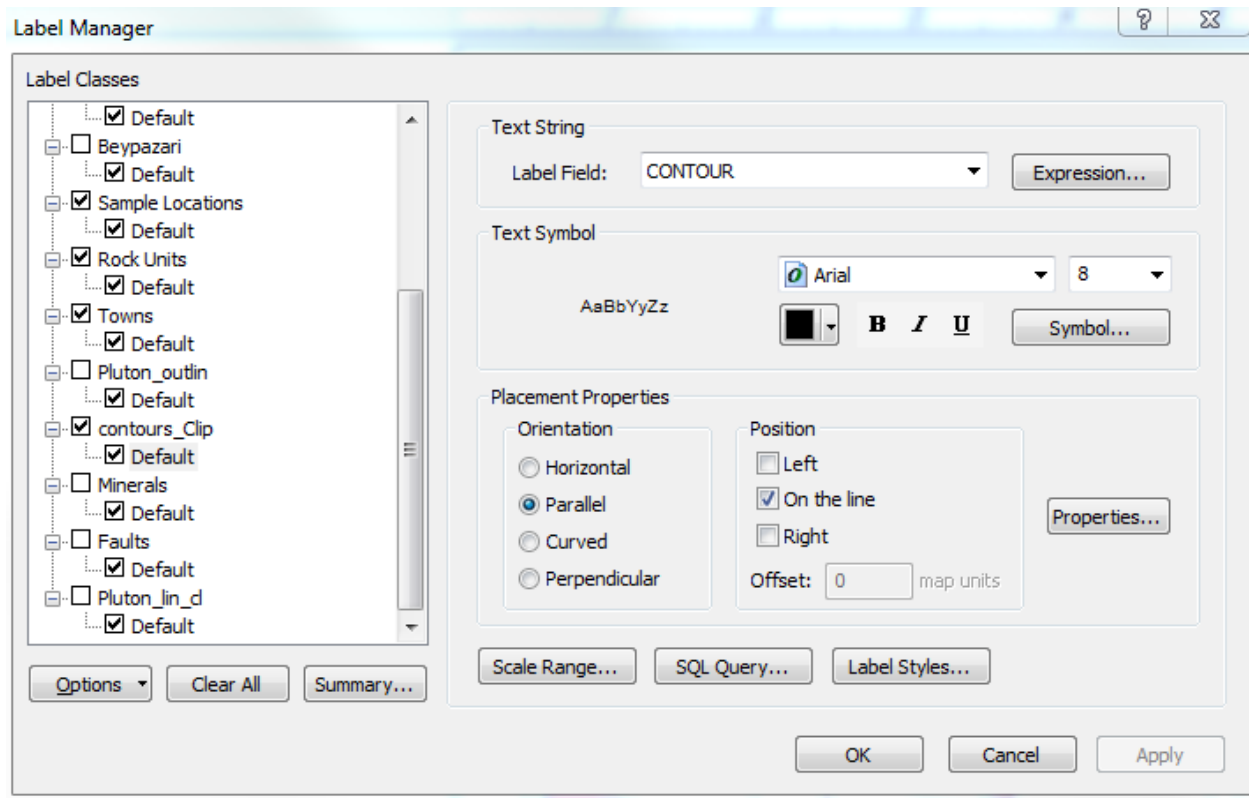 Label Manager
Label Classes
Default
Beypazari
Default
Sample Locations
Default
Rock Units
Default
Towns
Default
Pluton_outlin
Default
contours_Clip
Default
Minerals
Default
Faults
Default
Pluton_lin_cl
Default
Options
Clear All
Summary...
Text String
Label Field: CONTOUR Expression...
Text Symbol
AaBbYyZz
Arial 8
B I U Symbol...
Placement Properties
Orientation
Horizontal
Parallel
Curved
Perpendicular
Position
Left
On the line
Right
Offset: 0 map units
Properties...
Scale Range... SQL Query... Label Styles...
OK Cancel Apply